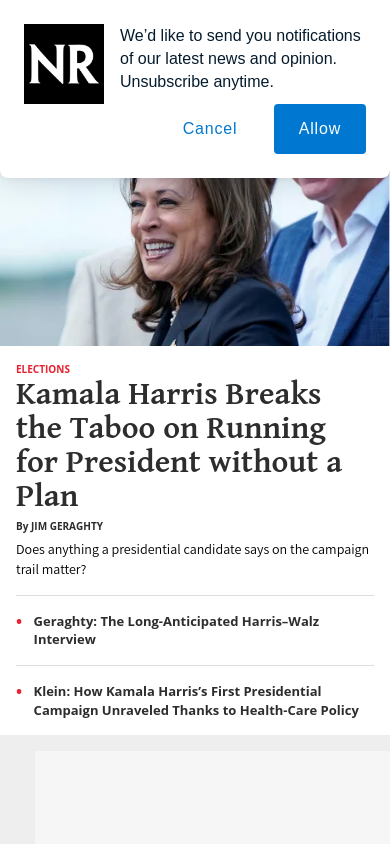 NR
We’d like to send you notifications
of our latest news and opinion.
Unsubscribe anytime.
Cancel
Allow
ELECTIONS
Kamala Harris Breaks
the Taboo on Running
for President without a
Plan
By JIM GERAGHTY
Does anything a presidential candidate says on the campaign
trail matter?
• Geraghty: The Long-Anticipated Harris–Walz
Interview
• Klein: How Kamala Harris’s First Presidential
Campaign Unraveled Thanks to Health-Care Policy